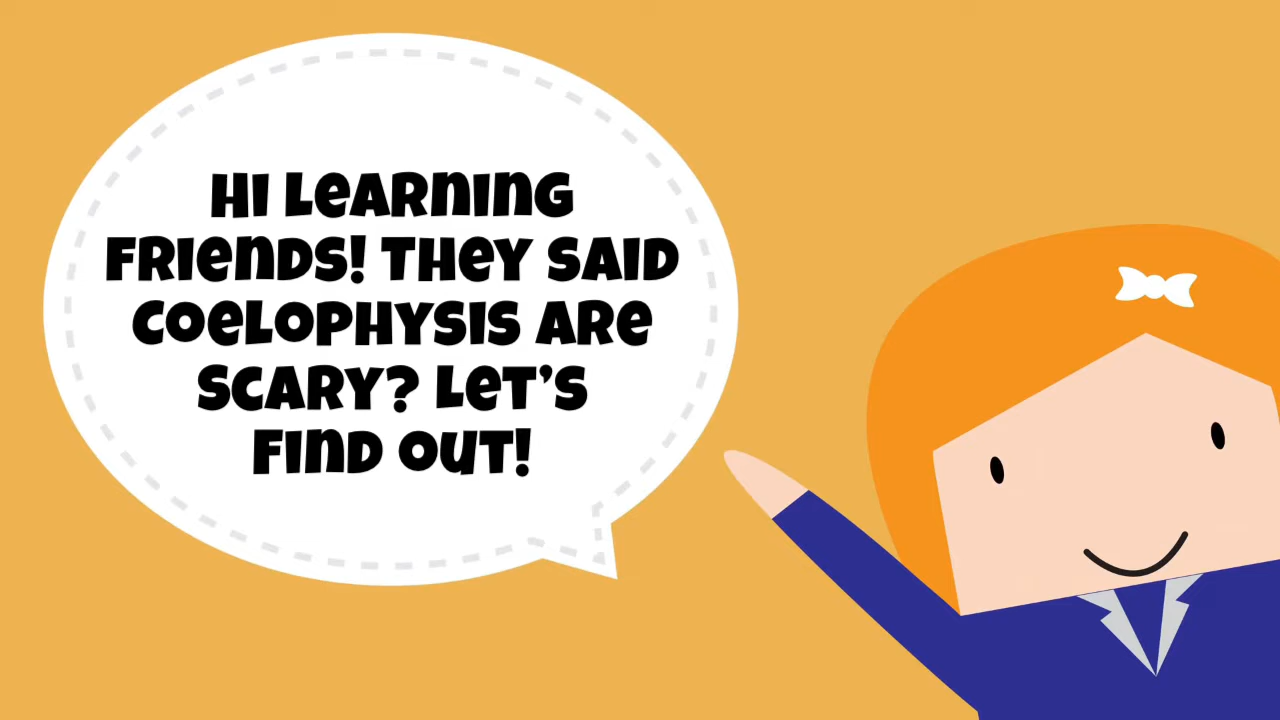 Hi Learning
Friends! They said
Coelophysis are
scary? Let's
find out!